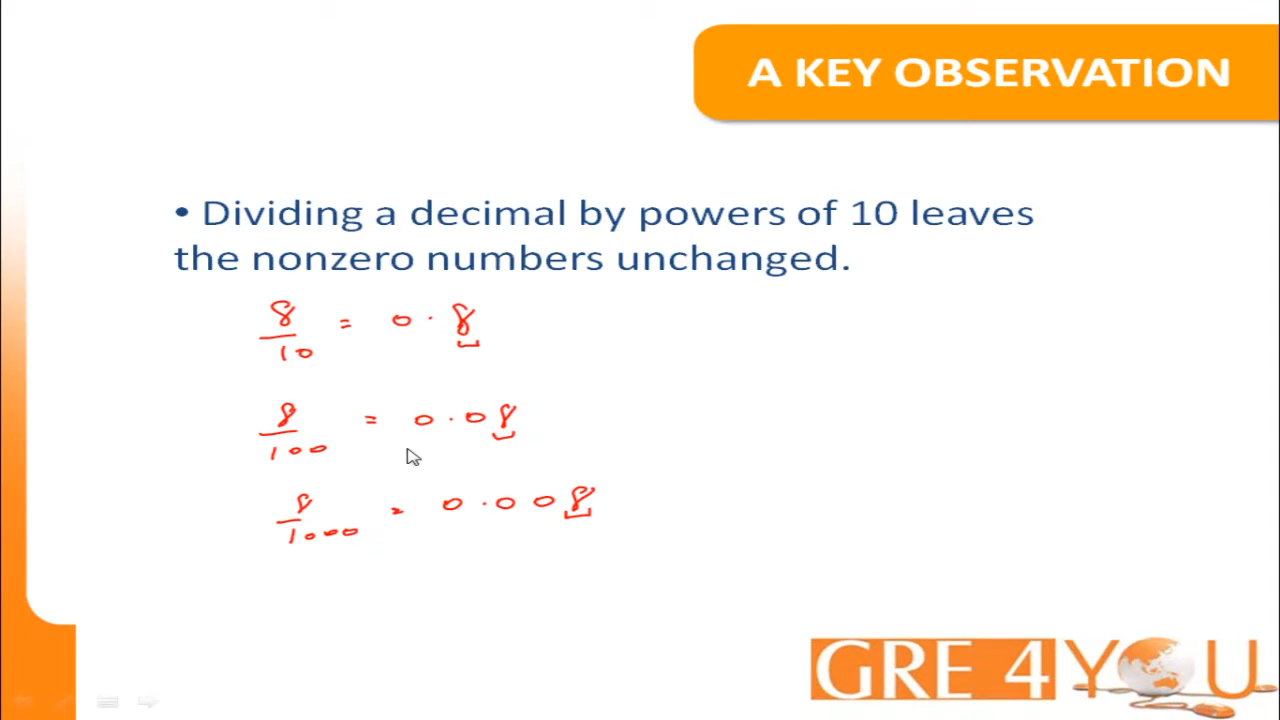 A KEY OBSERVATION
• Dividing a decimal by powers of 10 leaves
the nonzero numbers unchanged.
8/10 = 0.8
8/100 = 0.08
8/1000 = 0.008
GRE 4YOU